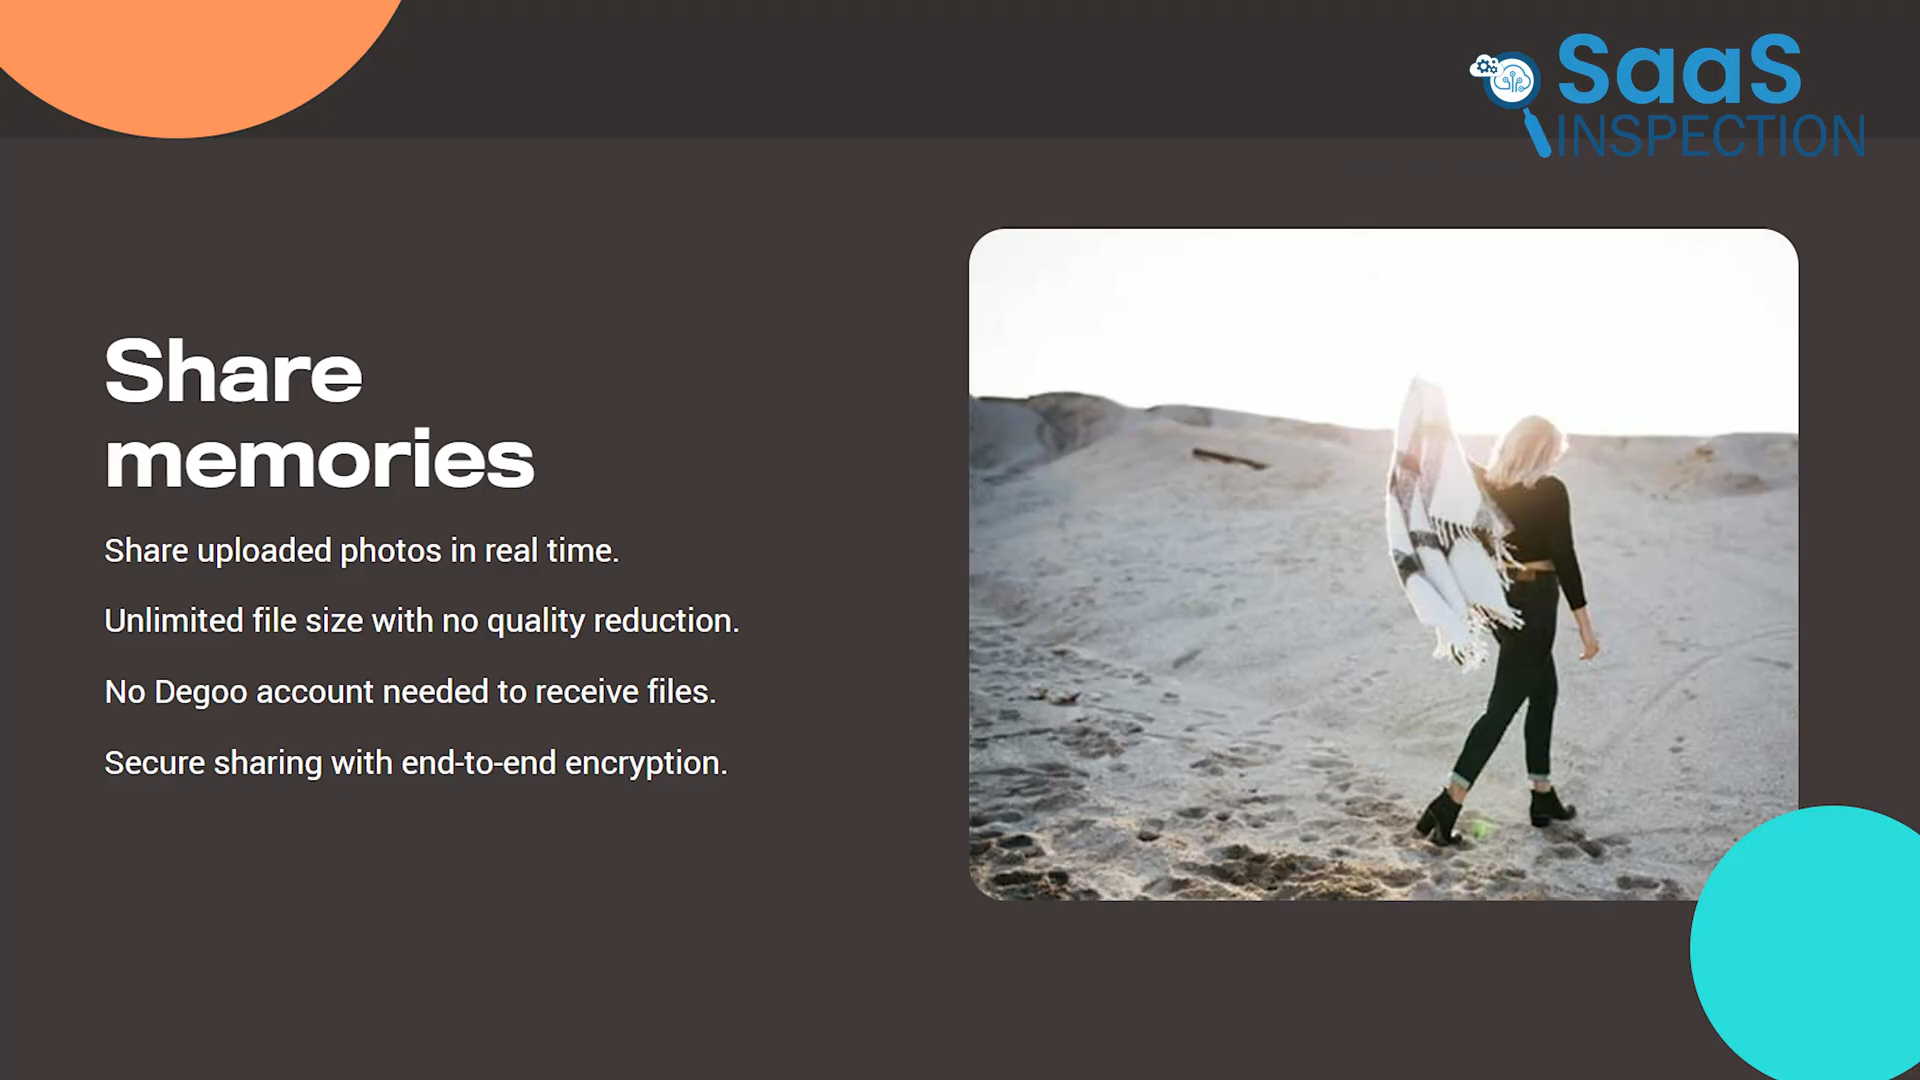 SaaS
INSPECTION
Share
memories
Share uploaded photos in real time.
Unlimited file size with no quality reduction.
No Degoo account needed to receive files.
Secure sharing with end-to-end encryption.